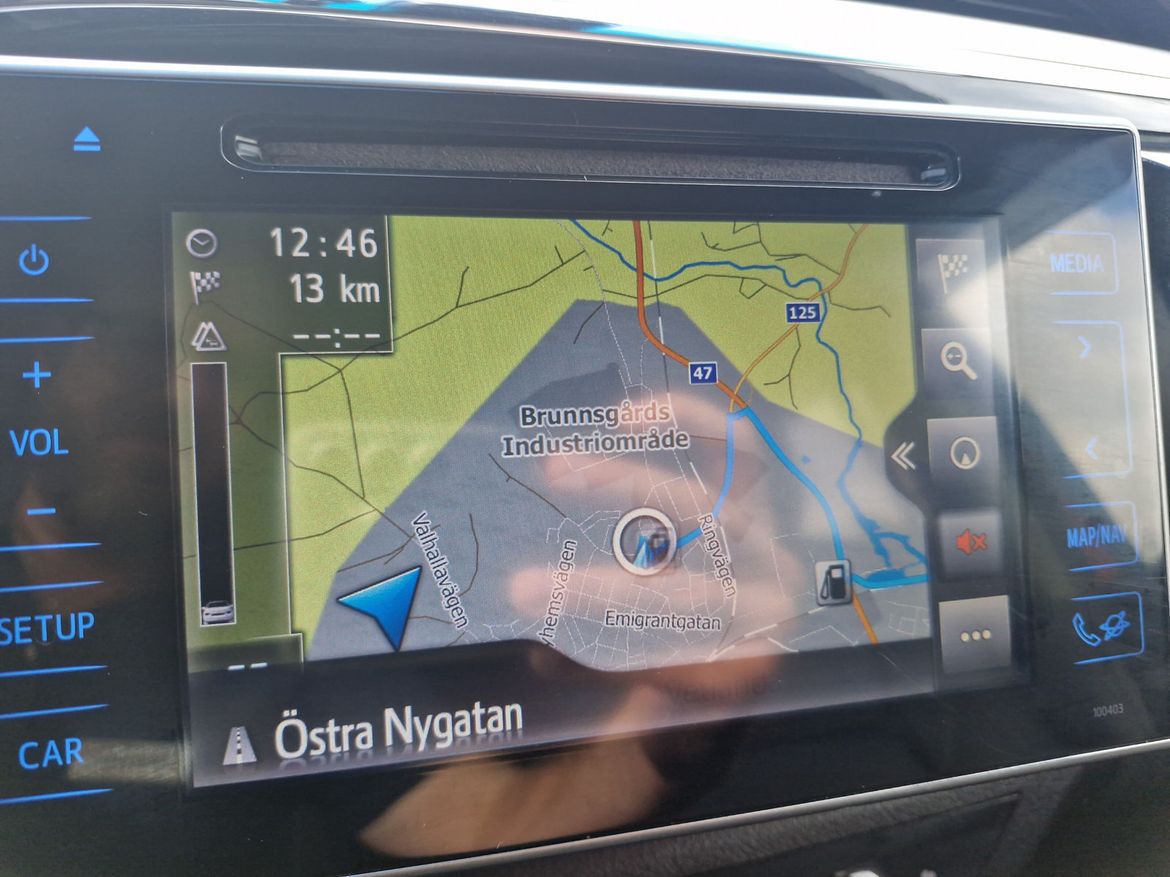 12:46
13 km
--:--
MEDIA
125
47
+
VOL
-
Brunnsgårds
Industriområde
Valhallavägen
Ringvägen
MAP/NAV
Emigrantgatan
SETUP
--
Östra Nygatan
100403
CAR